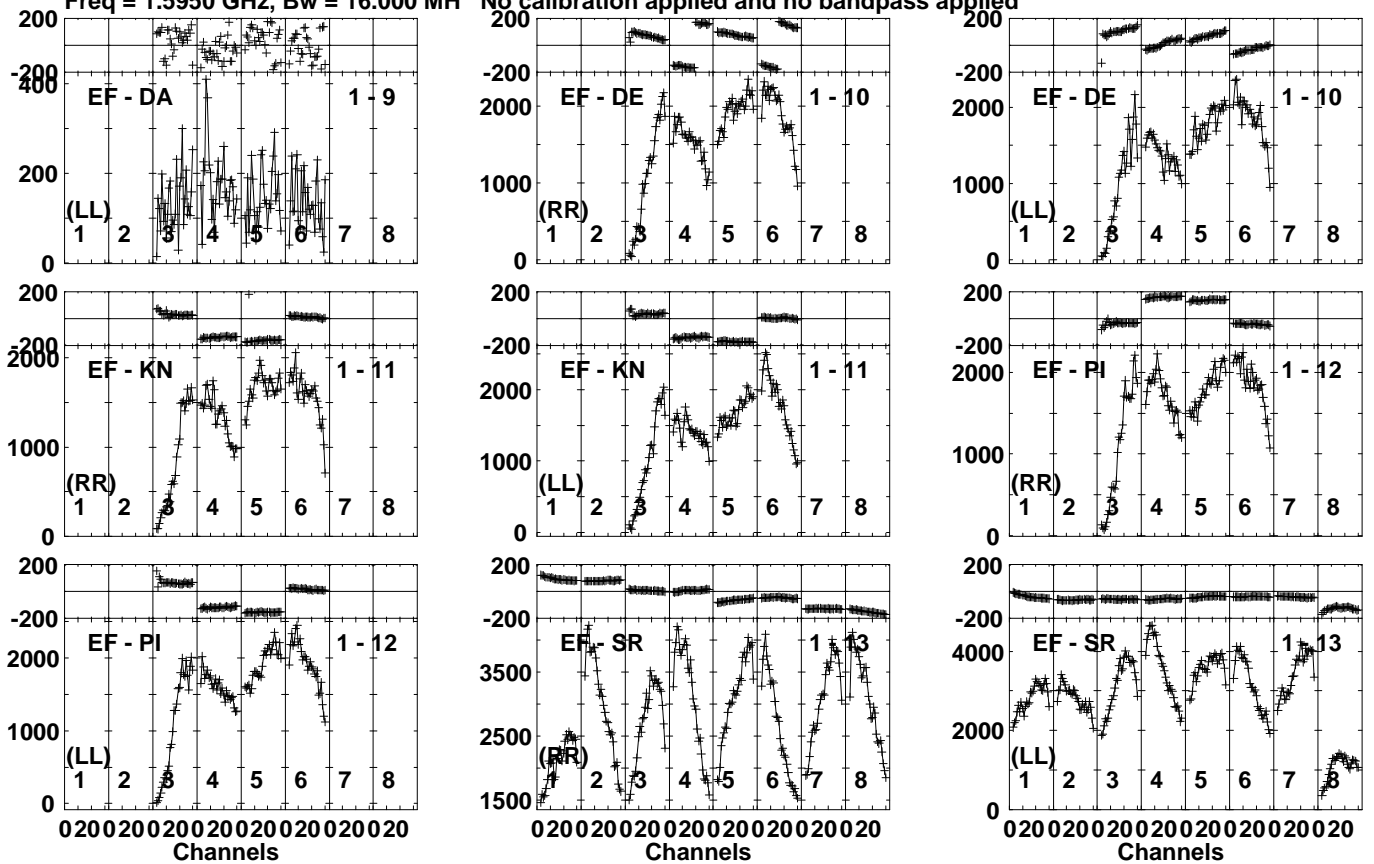 Freq = 1.5950 GHz, Bw = 16.000 MH No calibration applied and no bandpass applied
200
-200
400
200
0
EF - DA 1 - 9
(LL)
1 2 3 4 5 6 7 8
200
-200
2000
1000
0
EF - DE 1 - 10
(RR)
1 2 3 4 5 6 7 8
200
-200
2000
1000
0
EF - DE 1 - 10
(LL)
1 2 3 4 5 6 7 8
200
-200
2000
1000
0
EF - KN 1 - 11
(RR)
1 2 3 4 5 6 7 8
200
-200
2000
1000
0
EF - KN 1 - 11
(LL)
1 2 3 4 5 6 7 8
200
-200
2000
1000
0
EF - PI 1 - 12
(RR)
1 2 3 4 5 6 7 8
200
-200
2000
1000
0
EF - PI 1 - 12
(LL)
1 2 3 4 5 6 7 8
0 20 0 20 0 20 0 20 0 20 0 20 0 20 0 20
Channels
200
-200
3500
2500
1500
EF - SR 1 - 13
(RR)
1 2 3 4 5 6 7 8
0 20 0 20 0 20 0 20 0 20 0 20 0 20 0 20
Channels
200
-200
4000
2000
0
EF - SR 1 - 13
(LL)
1 2 3 4 5 6 7 8
0 20 0 20 0 20 0 20 0 20 0 20 0 20 0 20
Channels